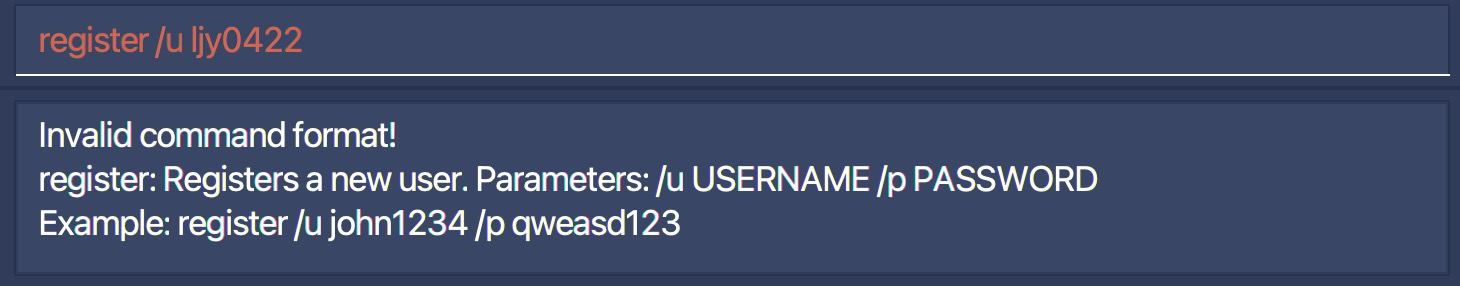 register /u ljy0422
Invalid command format!
register: Registers a new user. Parameters: /u USERNAME /p PASSWORD
Example: register /u john1234 /p qweasd123